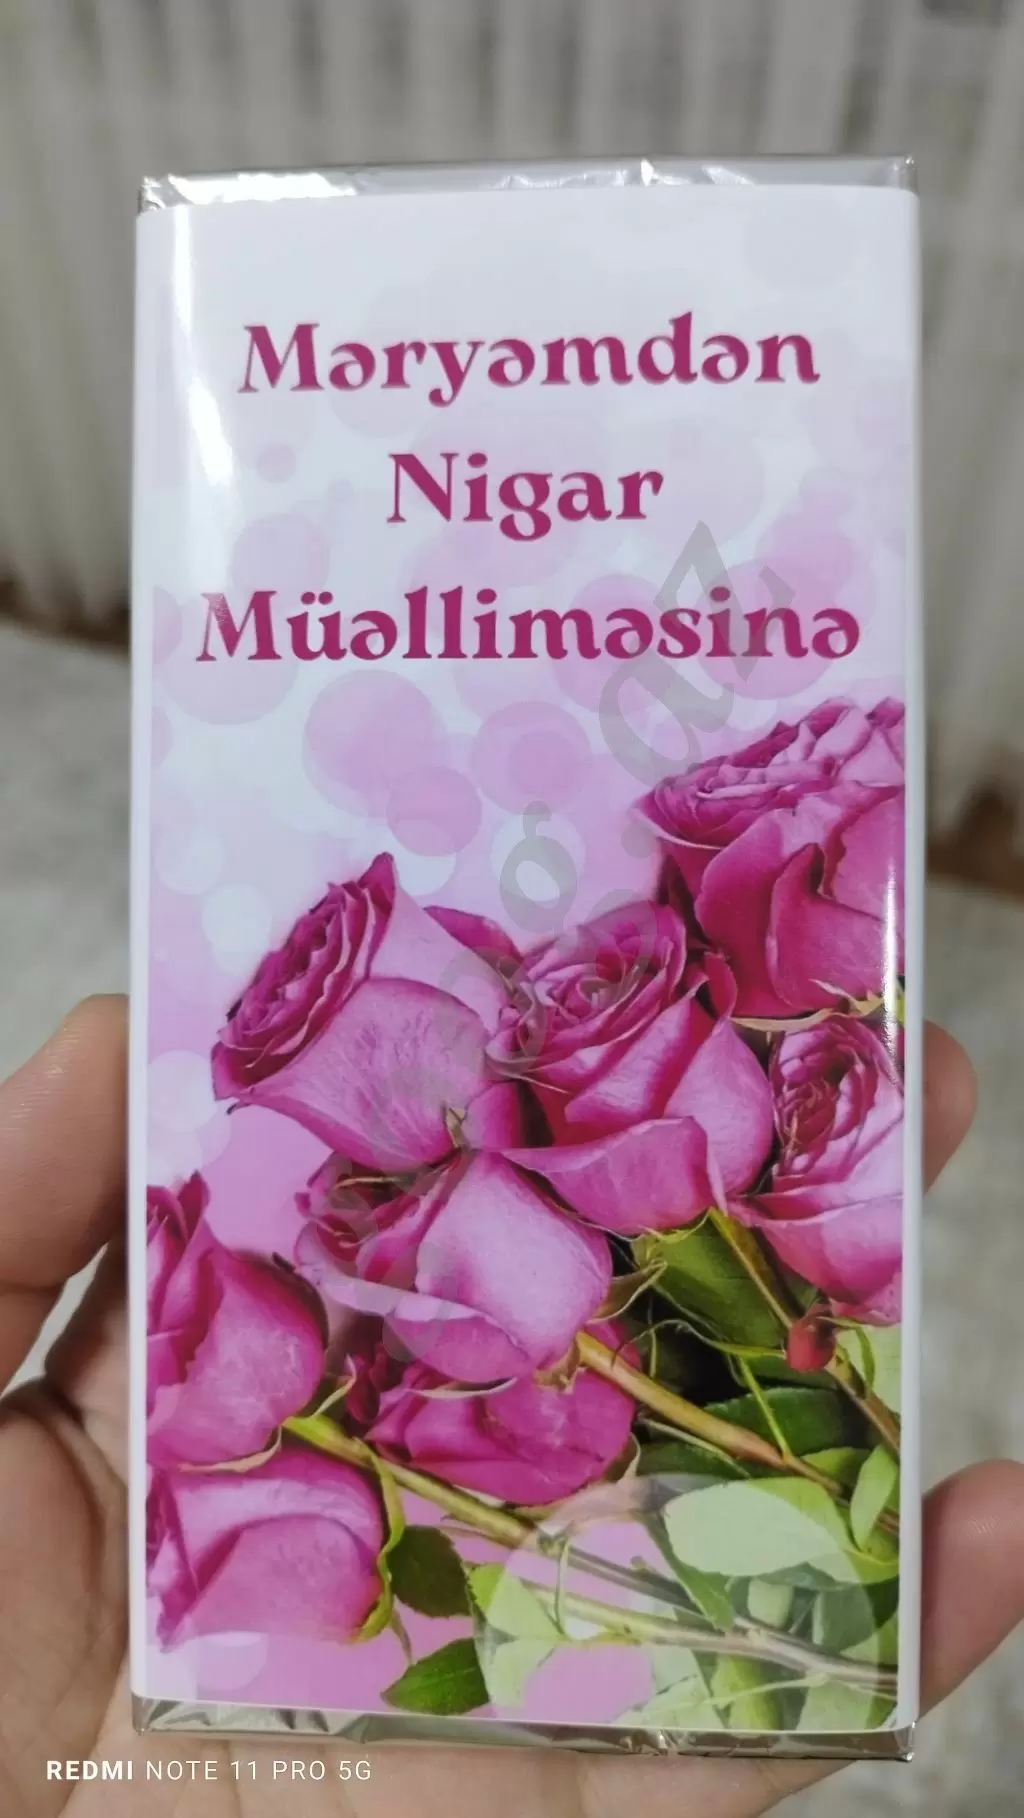 Məryəmdən
Nigar
Müəlliməsinə
REDMI NOTE 11 PRO 5G